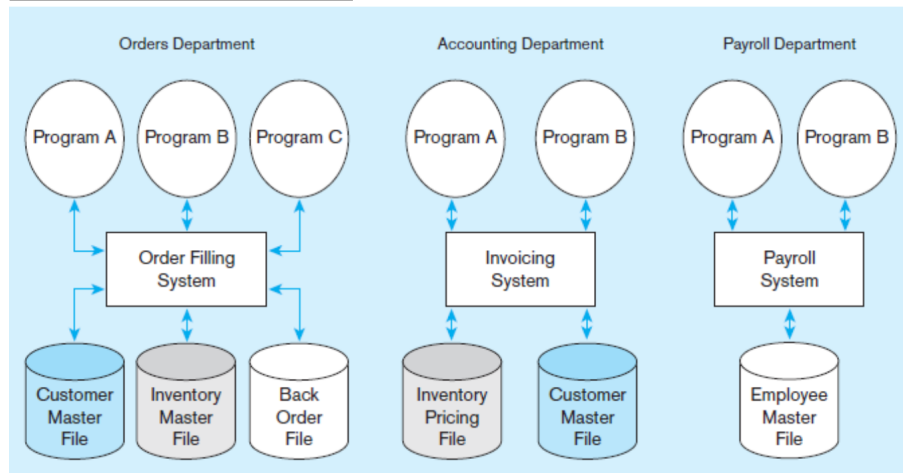 Orders Department
Accounting Department
Payroll Department
Program A
Program B
Program C
Program A
Program B
Program A
Program B
Order Filling
System
Invoicing
System
Payroll
System
Customer
Master
File
Inventory
Master
File
Back
Order
File
Inventory
Pricing
File
Customer
Master
File
Employee
Master
File